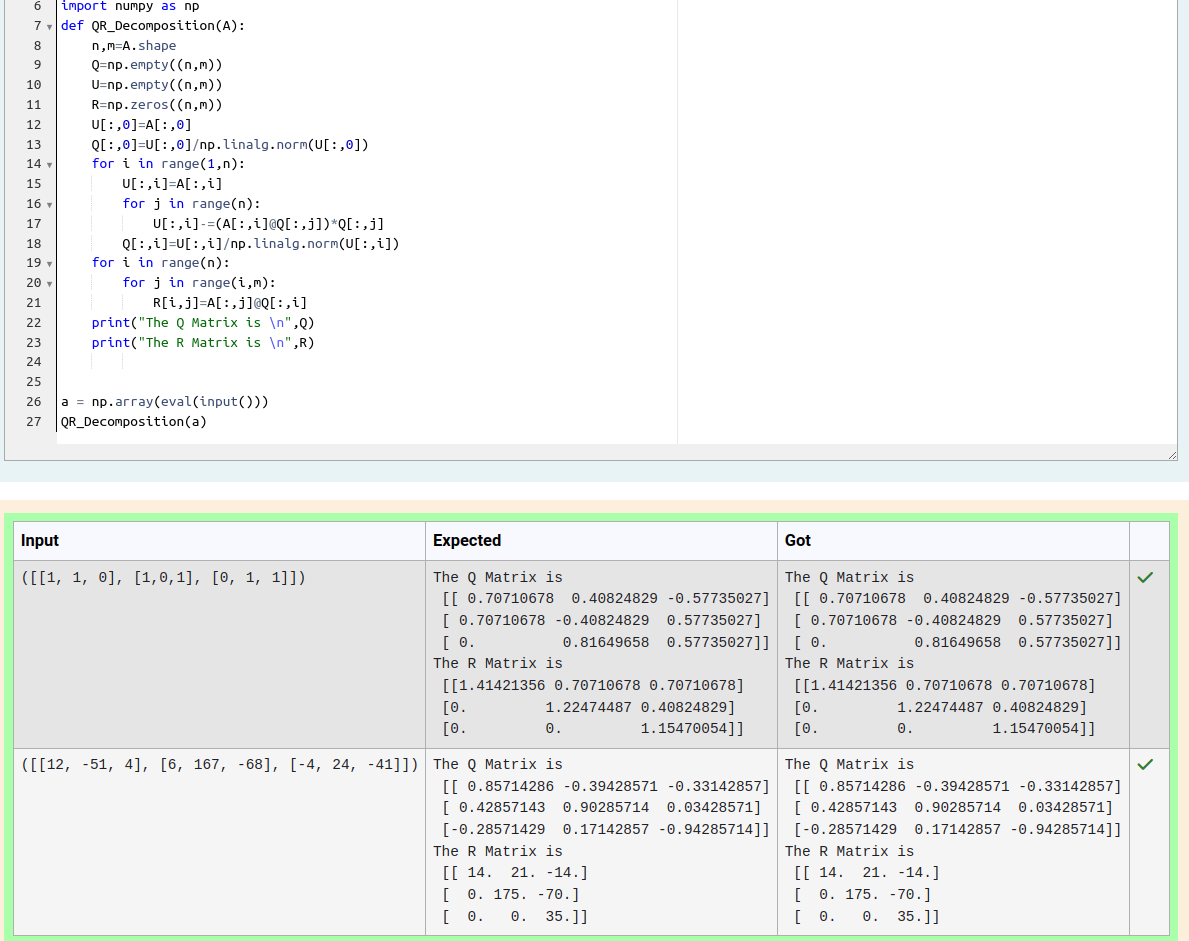 6 import numpy as np
7 def QR_Decomposition(A):
8     n,m=A.shape
9     Q=np.empty((n,m))
10     U=np.empty((n,m))
11     R=np.zeros((n,m))
12     U[:,0]=A[:,0]
13     Q[:,0]=U[:,0]/np.linalg.norm(U[:,0])
14     for i in range(1,n):
15         U[:,i]=A[:,i]
16         for j in range(n):
17             U[:,i]-=(A[:,i]@Q[:,j])*Q[:,j]
18         Q[:,i]=U[:,i]/np.linalg.norm(U[:,i])
19     for i in range(n):
20         for j in range(i,m):
21             R[i,j]=A[:,j]@Q[:,i]
22     print("The Q Matrix is \n",Q)
23     print("The R Matrix is \n",R)
24
25
26 a = np.array(eval(input()))
27 QR_Decomposition(a)
Input Expected Got
([[1, 1, 0], [1,0,1], [0, 1, 1]])
The Q Matrix is
[[ 0.70710678  0.40824829 -0.57735027]
[ 0.70710678 -0.40824829  0.57735027]
[ 0.          0.81649658  0.57735027]]
The R Matrix is
[[1.41421356 0.70710678 0.70710678]
[0.         1.22474487 0.40824829]
[0.         0.         1.15470054]]
The Q Matrix is
[[ 0.70710678  0.40824829 -0.57735027]
[ 0.70710678 -0.40824829  0.57735027]
[ 0.          0.81649658  0.57735027]]
The R Matrix is
[[1.41421356 0.70710678 0.70710678]
[0.         1.22474487 0.40824829]
[0.         0.         1.15470054]]
([[12, -51, 4], [6, 167, -68], [-4, 24, -41]])
The Q Matrix is
[[ 0.85714286 -0.39428571 -0.33142857]
[ 0.42857143  0.90285714  0.03428571]
[-0.28571429  0.17142857 -0.94285714]]
The R Matrix is
[[ 14.  21. -14.]
[  0. 175. -70.]
[  0.   0.  35.]]
The Q Matrix is
[[ 0.85714286 -0.39428571 -0.33142857]
[ 0.42857143  0.90285714  0.03428571]
[-0.28571429  0.17142857 -0.94285714]]
The R Matrix is
[[ 14.  21. -14.]
[  0. 175. -70.]
[  0.   0.  35.]]